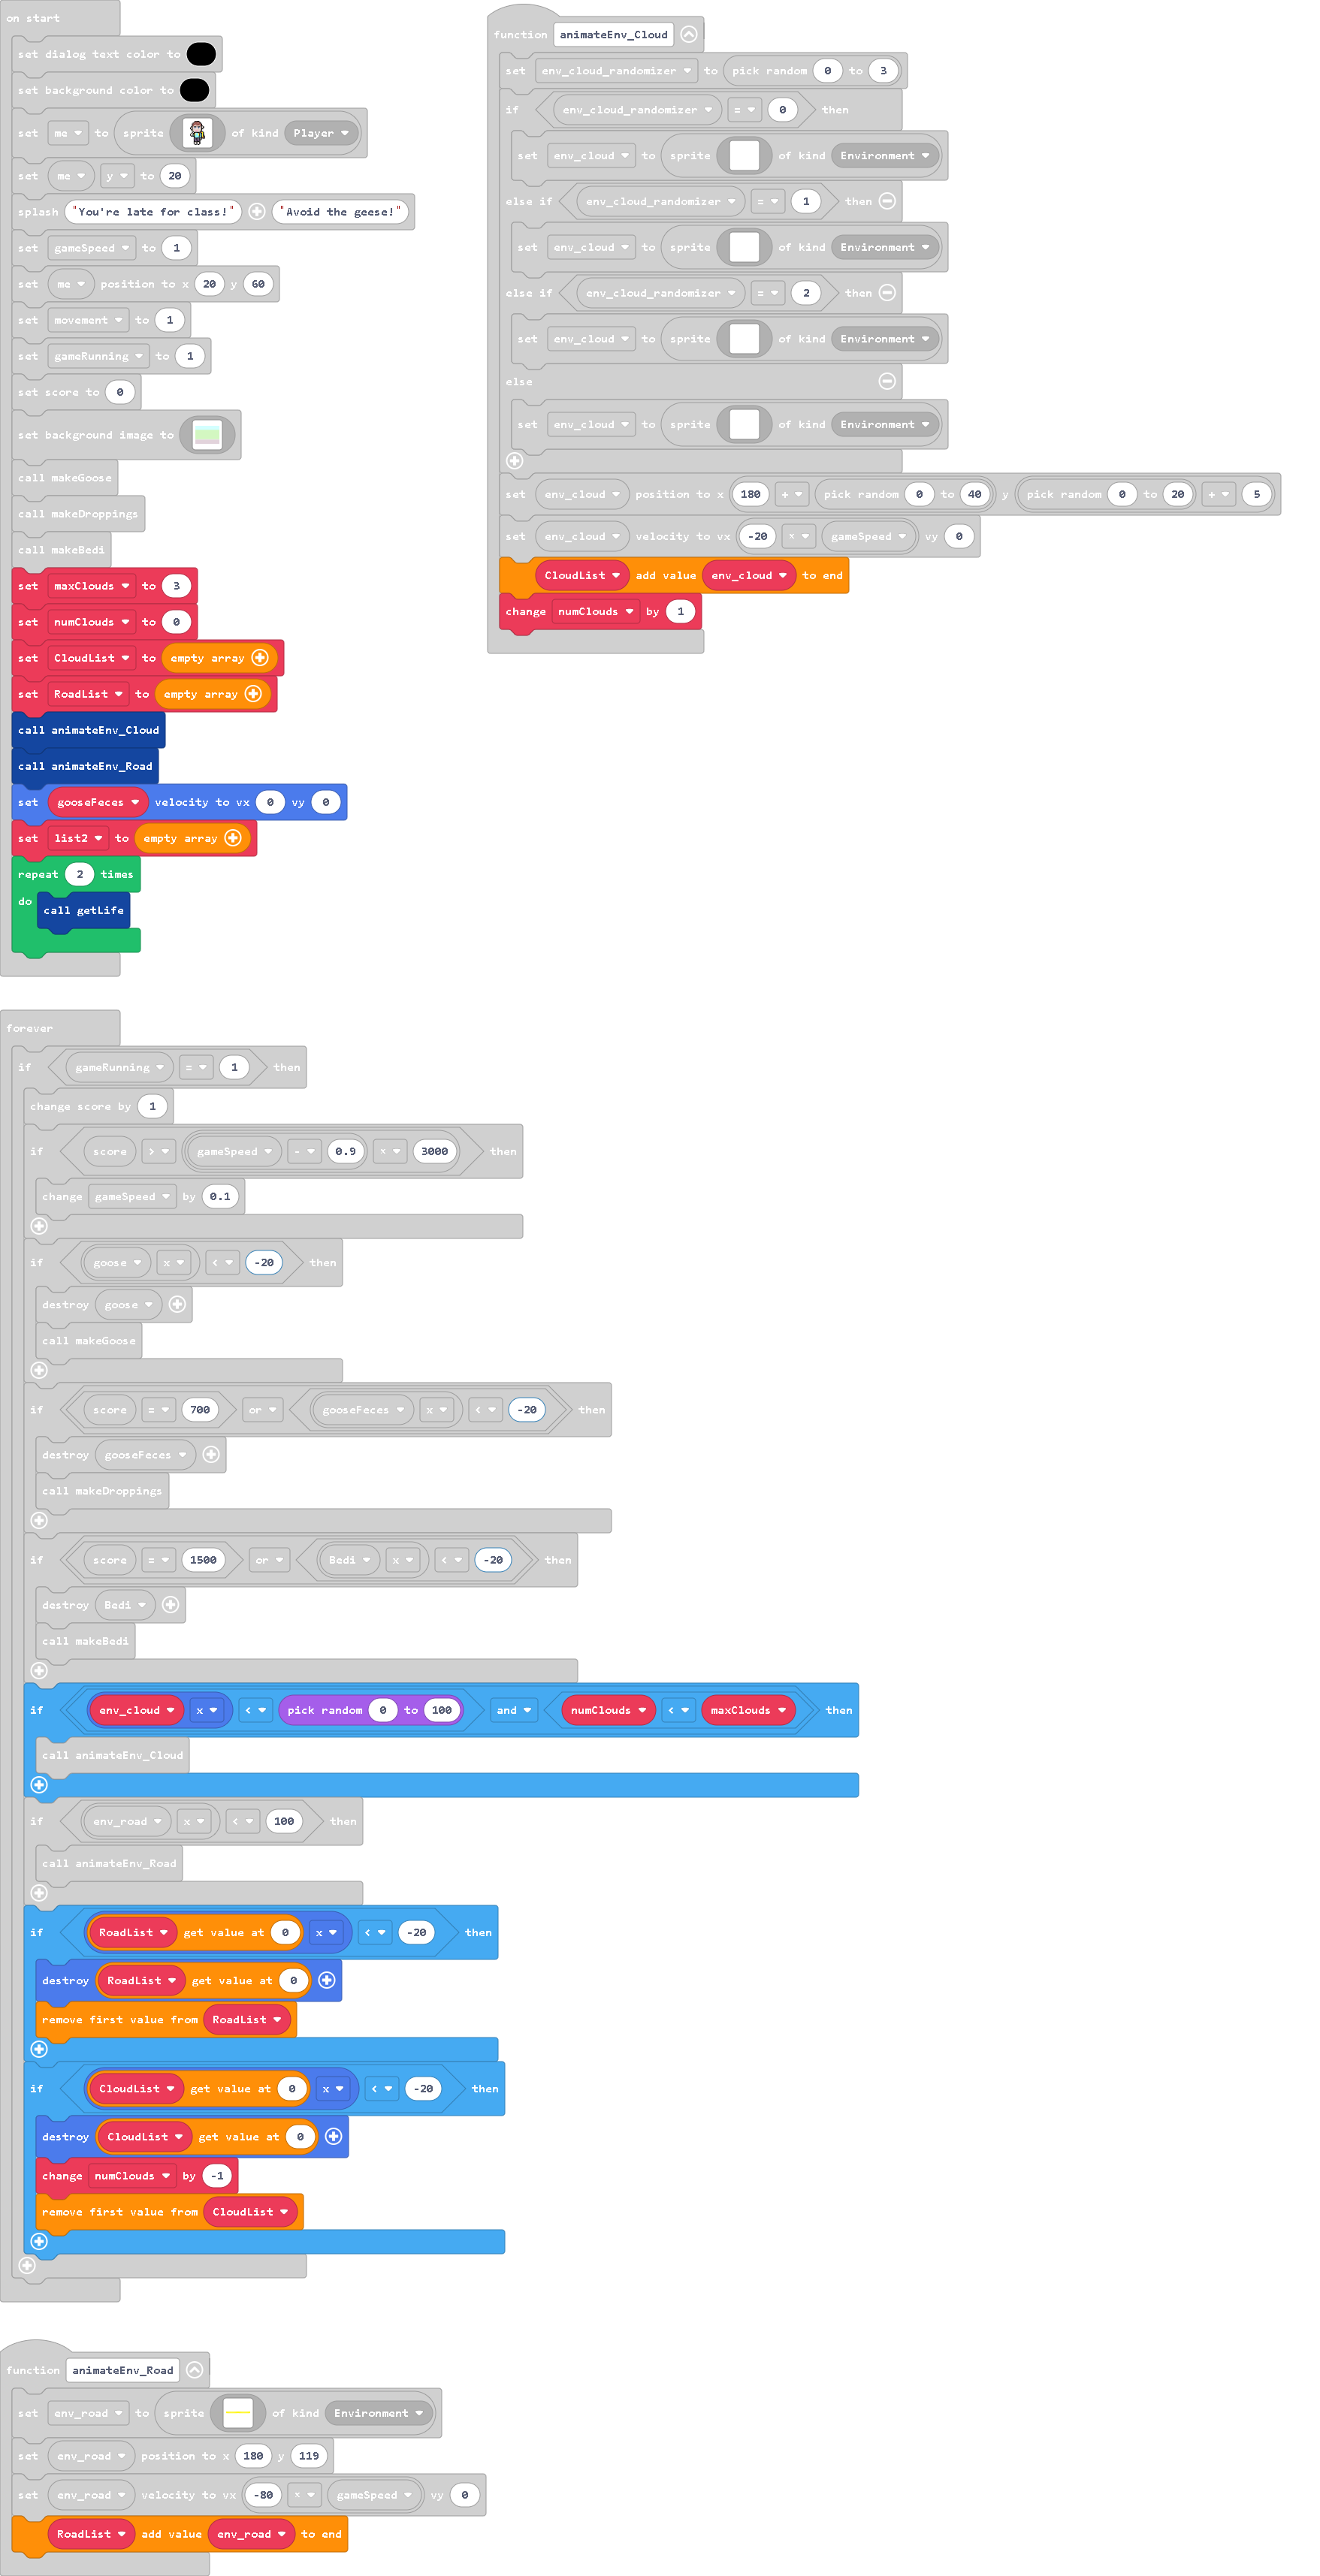 on start
set dialog text color to
set background color to
set me to sprite of kind Player
set me y to 20
splash "You're late for class!" "Avoid the geese!"
set gameSpeed to 1
set me position to x 20 y 60
set movement to 1
set gameRunning to 1
set score to 0
set background image to
call makeGoose
call makeDroppings
call makeBedi
set maxClouds to 3
set numClouds to 0
set CloudList to empty array
set RoadList to empty array
call animateEnv_Cloud
call animateEnv_Road
set gooseFeces velocity to vx 0 vy 0
set list2 to empty array
repeat 2 times
do call getLife
function animateEnv_Cloud
set env_cloud_randomizer to pick random 0 to 3
if env_cloud_randomizer = 0 then
set env_cloud to sprite of kind Environment
else if env_cloud_randomizer = 1 then
set env_cloud to sprite of kind Environment
else if env_cloud_randomizer = 2 then
set env_cloud to sprite of kind Environment
else
set env_cloud to sprite of kind Environment
set env_cloud position to x 180 + pick random 0 to 40 y pick random 0 to 20 + 5
set env_cloud velocity to vx -20 × gameSpeed vy 0
CloudList add value env_cloud to end
change numClouds by 1
forever
if gameRunning = 1 then
change score by 1
if score > gameSpeed - 0.9 × 3000 then
change gameSpeed by 0.1
if goose x < -20 then
destroy goose
call makeGoose
if score = 700 or gooseFeces x < -20 then
destroy gooseFeces
call makeDroppings
if score = 1500 or Bedi x < -20 then
destroy Bedi
call makeBedi
if env_cloud x < pick random 0 to 100 and numClouds < maxClouds then
call animateEnv_Cloud
if env_road x < 100 then
call animateEnv_Road
if RoadList get value at 0 x < -20 then
destroy RoadList get value at 0
remove first value from RoadList
if CloudList get value at 0 x < -20 then
destroy CloudList get value at 0
change numClouds by -1
remove first value from CloudList
function animateEnv_Road
set env_road to sprite of kind Environment
set env_road position to x 180 y 119
set env_road velocity to vx -80 × gameSpeed vy 0
RoadList add value env_road to end